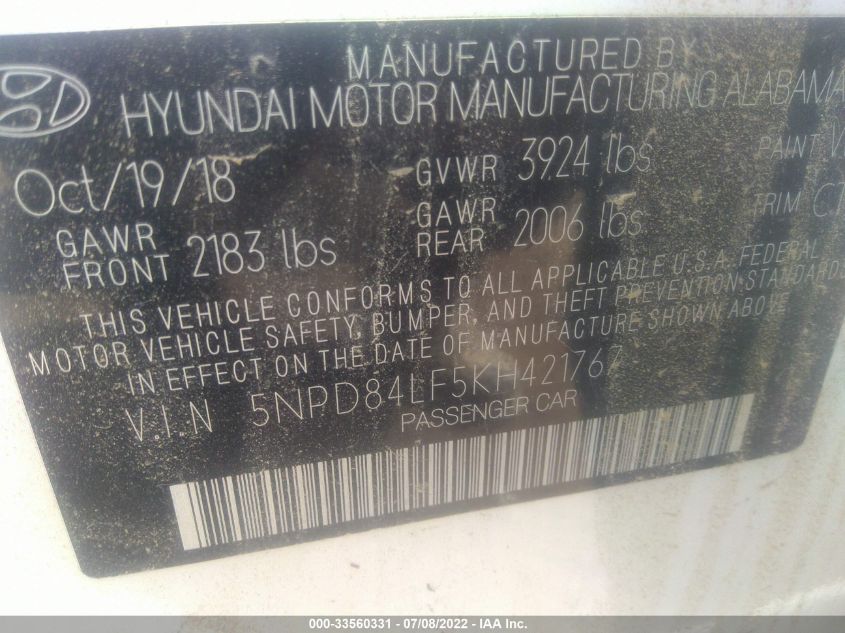 MANUFACTURED BY
HYUNDAI MOTOR MANUFACTURING ALABAMA
Oct/19/18 GVWR 3924 lbs PAINT
GAWR FRONT 2183 lbs GAWR REAR 2006 lbs TRIM
THIS VEHICLE CONFORMS TO ALL APPLICABLE U.S.A. FEDERAL
MOTOR VEHICLE SAFETY, BUMPER, AND THEFT PREVENTION STANDARDS
IN EFFECT ON THE DATE OF MANUFACTURE SHOWN ABOVE
V.I.N 5NPD84LF5KH421767
PASSENGER CAR
000-33560331 - 07/08/2022 - IAA Inc.